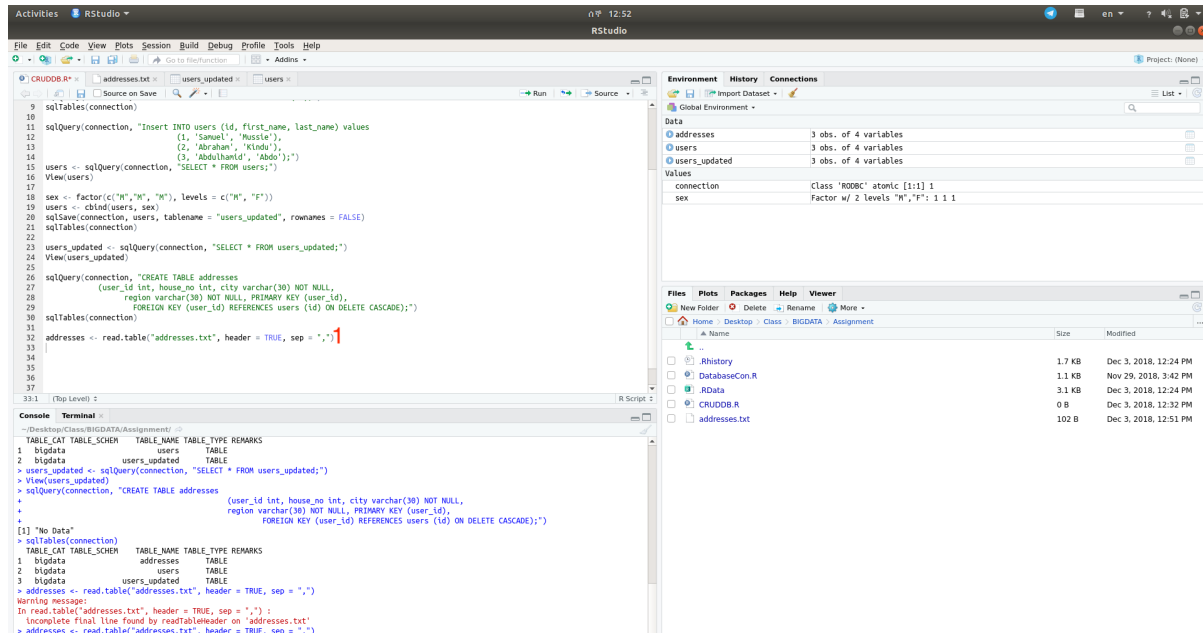 Activities RStudio
12:52
en
RStudio
File Edit Code View Plots Session Build Debug Profile Tools Help
Go to file/function
Addins
Project: (None)
CRUDDB.R*
addresses.txt
users_updated
users
Source on Save
Run
Source
9 sqlTables(connection)
10
11 sqlQuery(connection, "Insert INTO users (id, first_name, last_name) values
12 (1, 'Samuel', 'Mussie'),
13 (2, 'Abraham', 'Kindu'),
14 (3, 'Abdulhamid', 'Abdo');")
15 users <- sqlQuery(connection, "SELECT * FROM users;")
16 View(users)
17
18 sex <- factor(c("M","M", "M"), levels = c("M", "F"))
19 users <- cbind(users, sex)
20 sqlSave(connection, users, tablename = "users_updated", rownames = FALSE)
21 sqlTables(connection)
22
23 users_updated <- sqlQuery(connection, "SELECT * FROM users_updated;")
24 View(users_updated)
25
26 sqlQuery(connection, "CREATE TABLE addresses
27 (user_id int, house_no int, city varchar(30) NOT NULL,
28 region varchar(30) NOT NULL, PRIMARY KEY (user_id),
29 FOREIGN KEY (user_id) REFERENCES users (id) ON DELETE CASCADE);")
30 sqlTables(connection)
31
32 addresses <- read.table("addresses.txt", header = TRUE, sep = ",") 1
33
34
35
36
37
33:1 (Top Level) R Script
Console Terminal
~/Desktop/Class/BIGDATA/Assignment/
TABLE_CAT TABLE_SCHEM TABLE_NAME TABLE_TYPE REMARKS
1 bigdata users TABLE
2 bigdata users_updated TABLE
> users_updated <- sqlQuery(connection, "SELECT * FROM users_updated;")
> View(users_updated)
> sqlQuery(connection, "CREATE TABLE addresses
+ (user_id int, house_no int, city varchar(30) NOT NULL,
+ region varchar(30) NOT NULL, PRIMARY KEY (user_id),
+ FOREIGN KEY (user_id) REFERENCES users (id) ON DELETE CASCADE);")
[1] "No Data"
> sqlTables(connection)
TABLE_CAT TABLE_SCHEM TABLE_NAME TABLE_TYPE REMARKS
1 bigdata addresses TABLE
2 bigdata users TABLE
3 bigdata users_updated TABLE
> addresses <- read.table("addresses.txt", header = TRUE, sep = ",")
Warning message:
In read.table("addresses.txt", header = TRUE, sep = ",") :
incomplete final line found by readTableHeader on 'addresses.txt'
> addresses <- read.table("addresses.txt", header = TRUE, sep = ",")
Environment History Connections
Import Dataset
List
Global Environment
Data
addresses 3 obs. of 4 variables
users 3 obs. of 4 variables
users_updated 3 obs. of 4 variables
Values
connection Class 'RODBC' atomic [1:1] 1
sex Factor w/ 2 levels "M","F": 1 1 1
Files Plots Packages Help Viewer
New Folder Delete Rename More
Home Desktop Class BIGDATA Assignment
Name Size Modified
..
.Rhistory 1.7 KB Dec 3, 2018, 12:24 PM
DatabaseCon.R 1.1 KB Nov 29, 2018, 3:42 PM
.RData 3.1 KB Dec 3, 2018, 12:24 PM
CRUDDB.R 0 B Dec 3, 2018, 12:32 PM
addresses.txt 102 B Dec 3, 2018, 12:51 PM